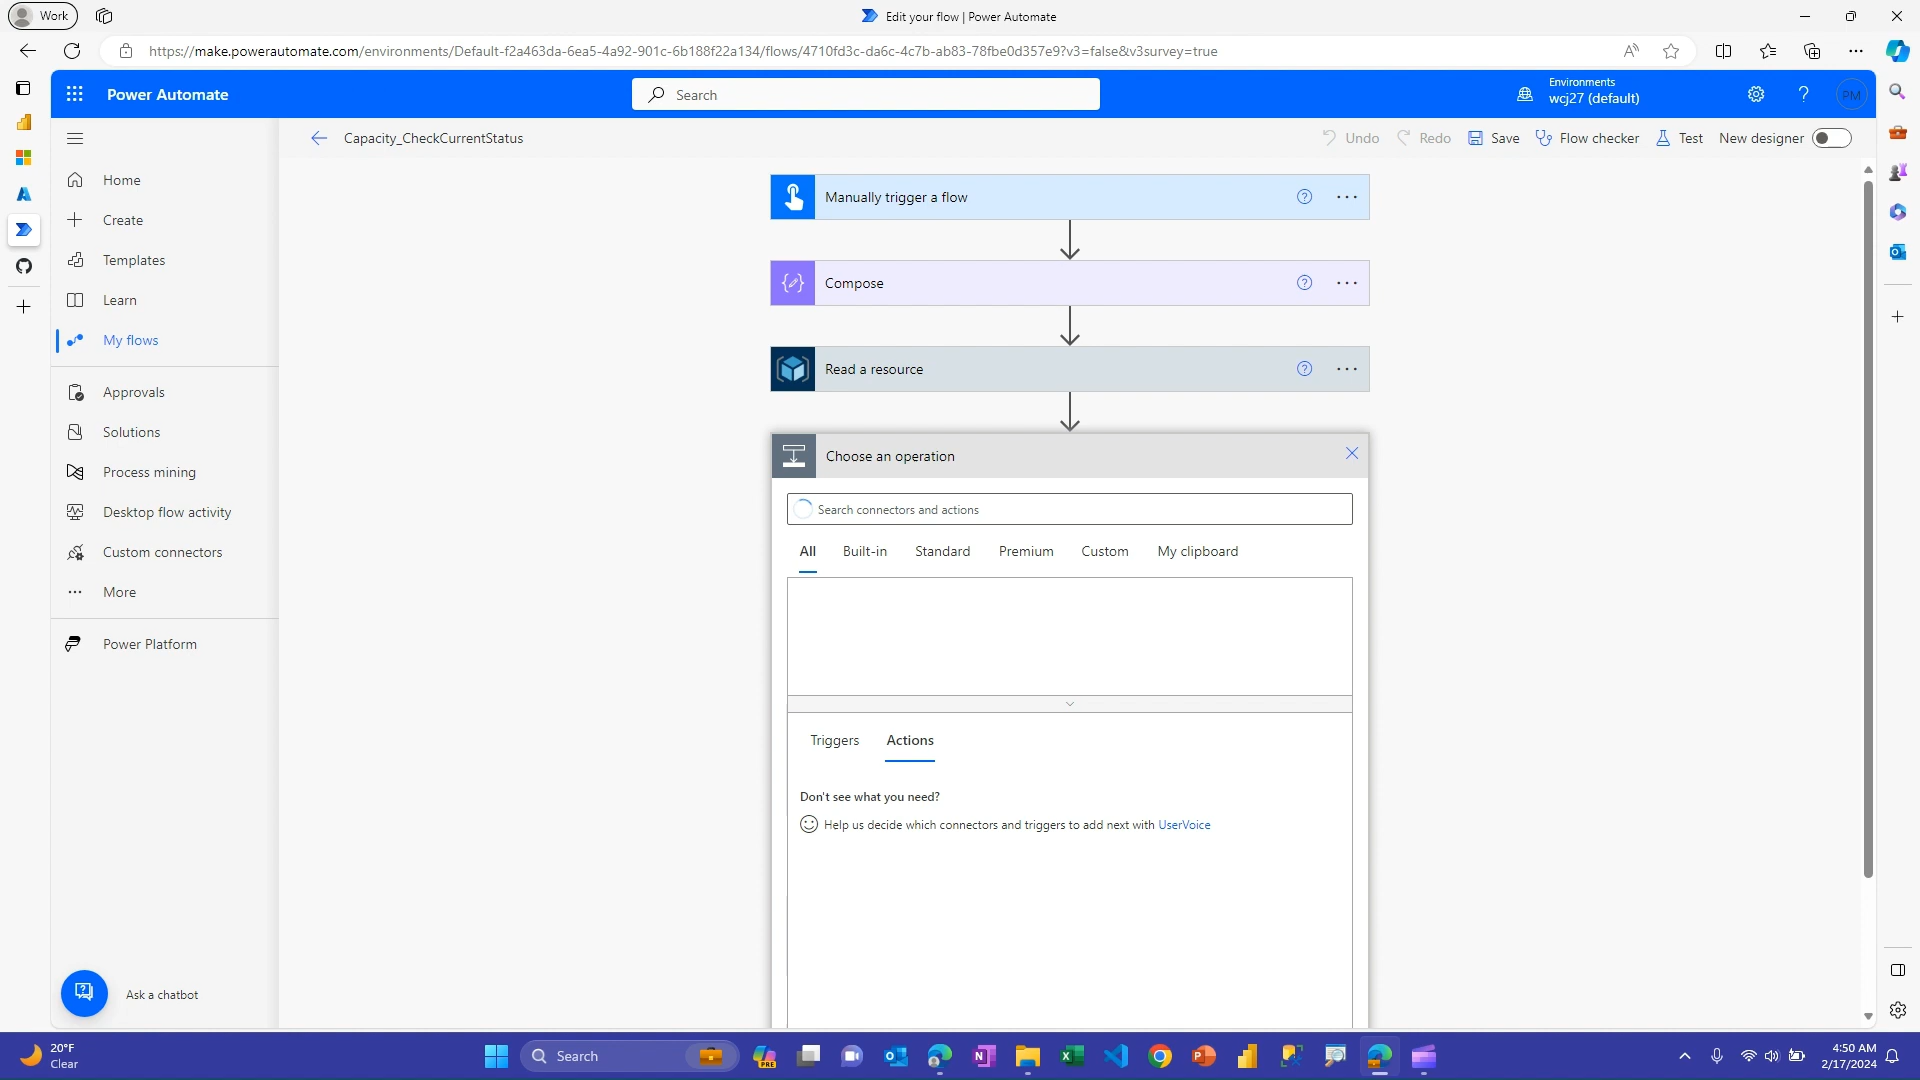 Work
Edit your flow | Power Automate
https://make.powerautomate.com/environments/Default-f2a463da-6ea5-4a92-901c-6b188f22a134/flows/4710fd3c-da6c-4c7b-ab83-78fbe0d357e9?v3=false&v3survey=true
Power Automate
Search
Environments
wcj27 (default)
PM
Capacity_CheckCurrentStatus
Undo
Redo
Save
Flow checker
Test
New designer
Home
Create
Templates
Learn
My flows
Approvals
Solutions
Process mining
Desktop flow activity
Custom connectors
More
Power Platform
Ask a chatbot
Manually trigger a flow
Compose
Read a resource
Choose an operation
Search connectors and actions
All
Built-in
Standard
Premium
Custom
My clipboard
Triggers
Actions
Don't see what you need?
Help us decide which connectors and triggers to add next with UserVoice
20°F
Clear
Search
PRE
4:50 AM
2/17/2024